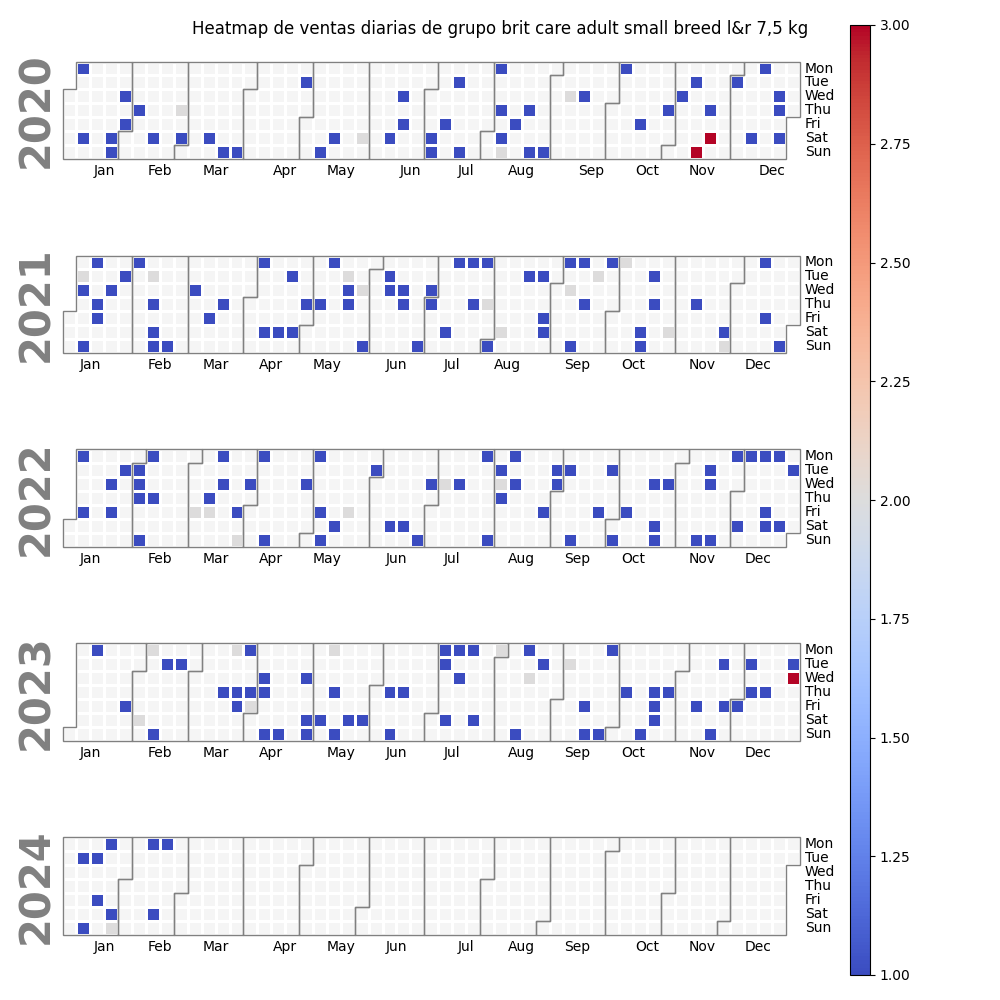 Heatmap de ventas diarias de grupo brit care adult small breed l&r 7,5 kg
2020
Mon
Tue
Wed
Thu
Fri
Sat
Sun
Jan Feb Mar Apr May Jun Jul Aug Sep Oct Nov Dec
2021
Mon
Tue
Wed
Thu
Fri
Sat
Sun
Jan Feb Mar Apr May Jun Jul Aug Sep Oct Nov Dec
2022
Mon
Tue
Wed
Thu
Fri
Sat
Sun
Jan Feb Mar Apr May Jun Jul Aug Sep Oct Nov Dec
2023
Mon
Tue
Wed
Thu
Fri
Sat
Sun
Jan Feb Mar Apr May Jun Jul Aug Sep Oct Nov Dec
2024
Mon
Tue
Wed
Thu
Fri
Sat
Sun
Jan Feb Mar Apr May Jun Jul Aug Sep Oct Nov Dec
3.00
2.75
2.50
2.25
2.00
1.75
1.50
1.25
1.00